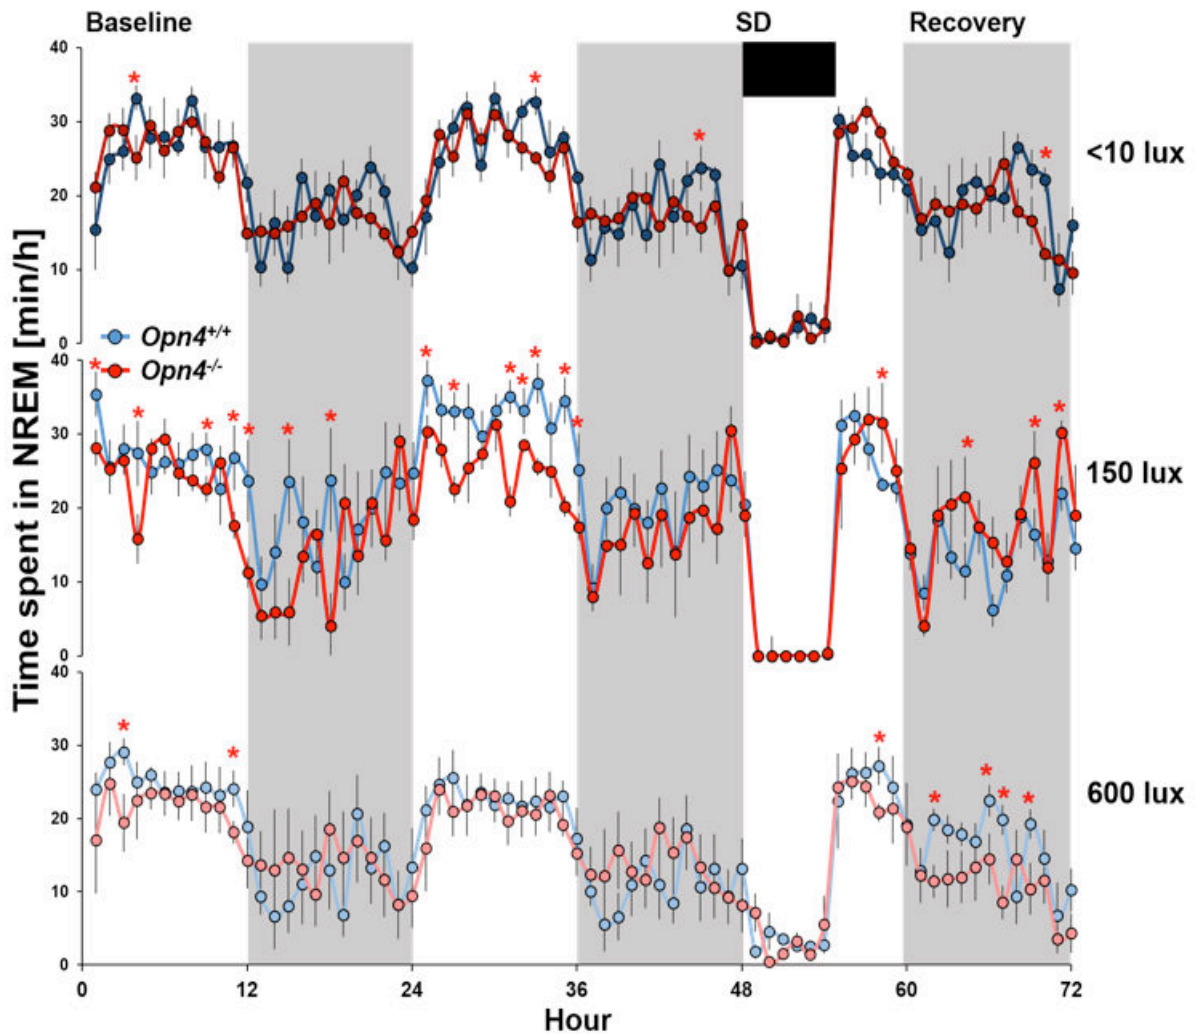 Baseline SD Recovery
40
30
20
10
0
<10 lux
Opn4+/+
Opn4-/-
40
30
20
10
0
150 lux
40
30
20
10
0
600 lux
Time spent in NREM [min/h]
0 12 24 36 48 60 72
Hour
* * * *
* * * * * * * * * * * * * * * * * *
* * * * * * *